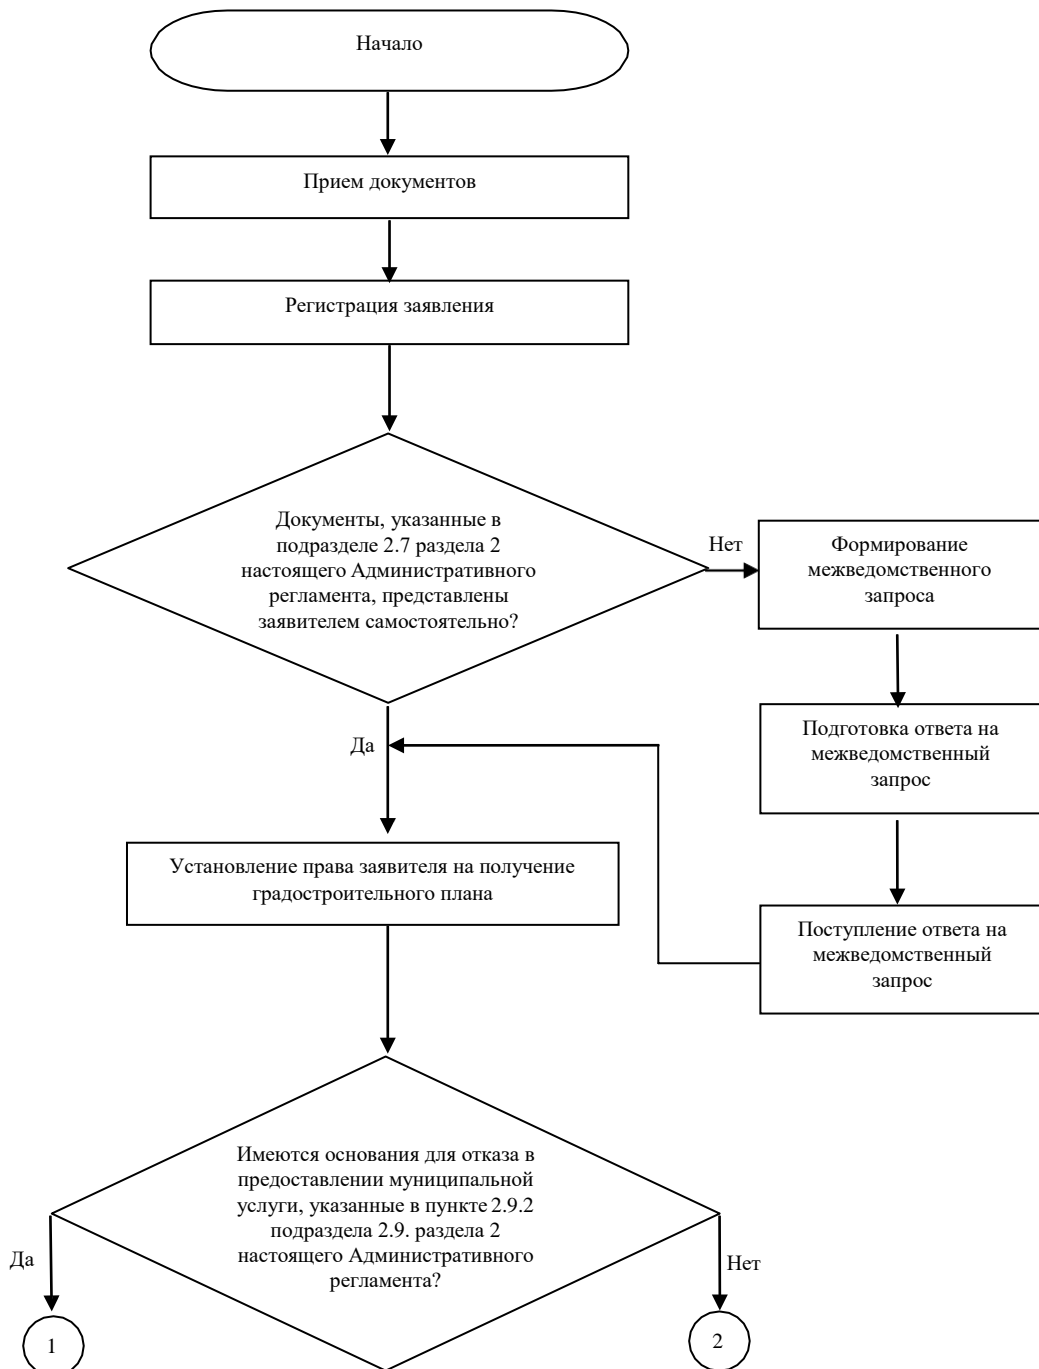 Начало
Прием документов
Регистрация заявления
Документы, указанные в
подразделе 2.7 раздела 2
настоящего Административного
регламента, представлены
заявителем самостоятельно?
Нет
Формирование
межведомственного
запроса
Подготовка ответа на
межведомственный
запрос
Да
Установление права заявителя на получение
градостроительного плана
Поступление ответа на
межведомственный
запрос
Имеются основания для отказа в
предоставлении муниципальной
услуги, указанные в пункте 2.9.2
подраздела 2.9. раздела 2
настоящего Административного
регламента?
Да
Нет
1
2